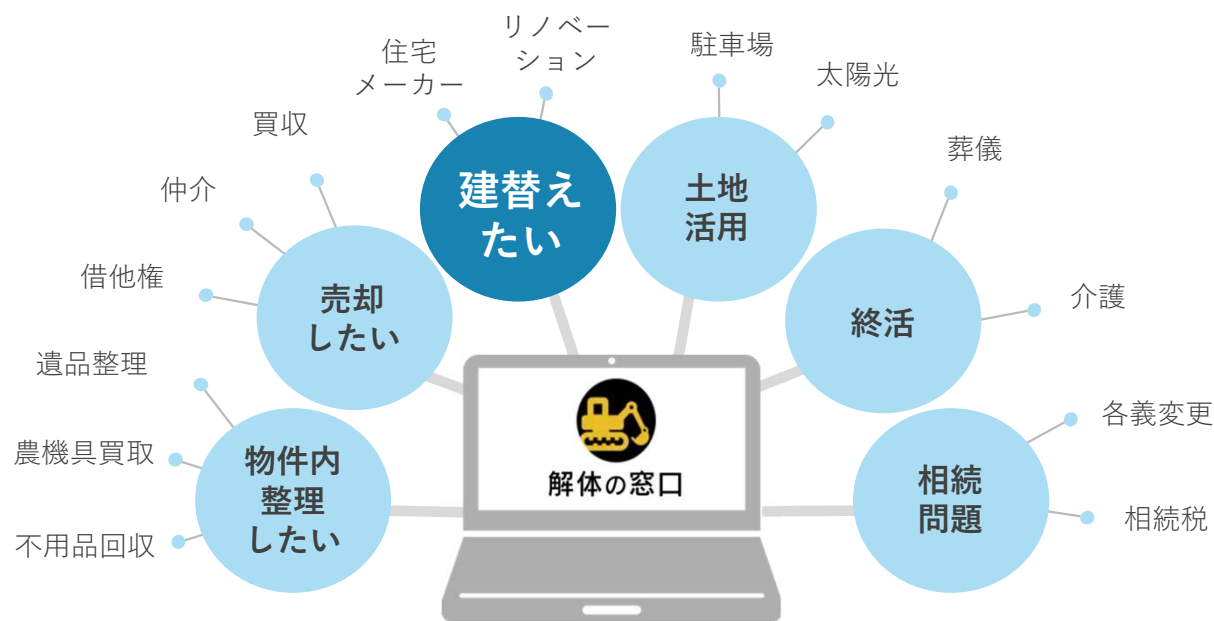 リノベー
ション
住宅
メーカー
駐車場
太陽光
買収
葬儀
仲介
建替え
たい
土地
活用
借他権
売却
したい
終活
介護
遺品整理
農機具買取
不用品回収
物件内
整理
したい
解体の窓口
相続
問題
各義変更
相続税